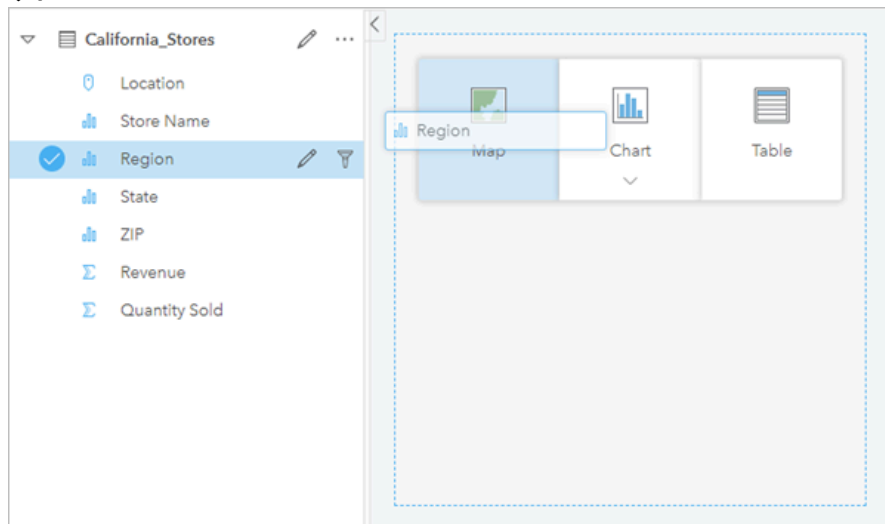 California_Stores
Location
Store Name
Region
State
ZIP
Revenue
Quantity Sold
Region
Map
Chart
Table